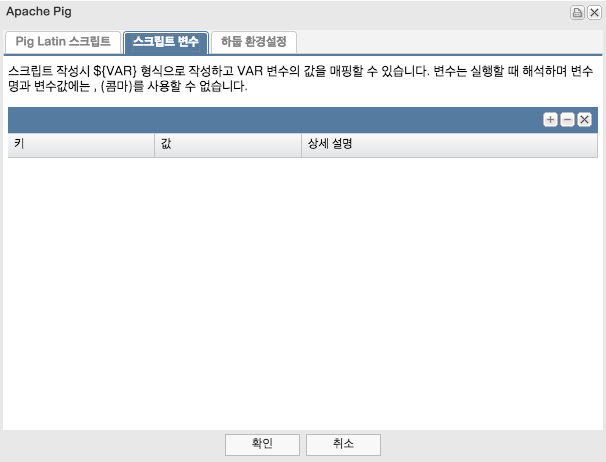 Apache Pig
Pig Latin 스크립트 스크립트 변수 하둡 환경설정
스크립트 작성시 ${VAR} 형식으로 작성하고 VAR 변수의 값을 매핑할 수 있습니다. 변수는 실행할 때 해석하며 변수
명과 변수값에는 , (콤마)를 사용할 수 없습니다.
키 값 상세 설명
확인 취소